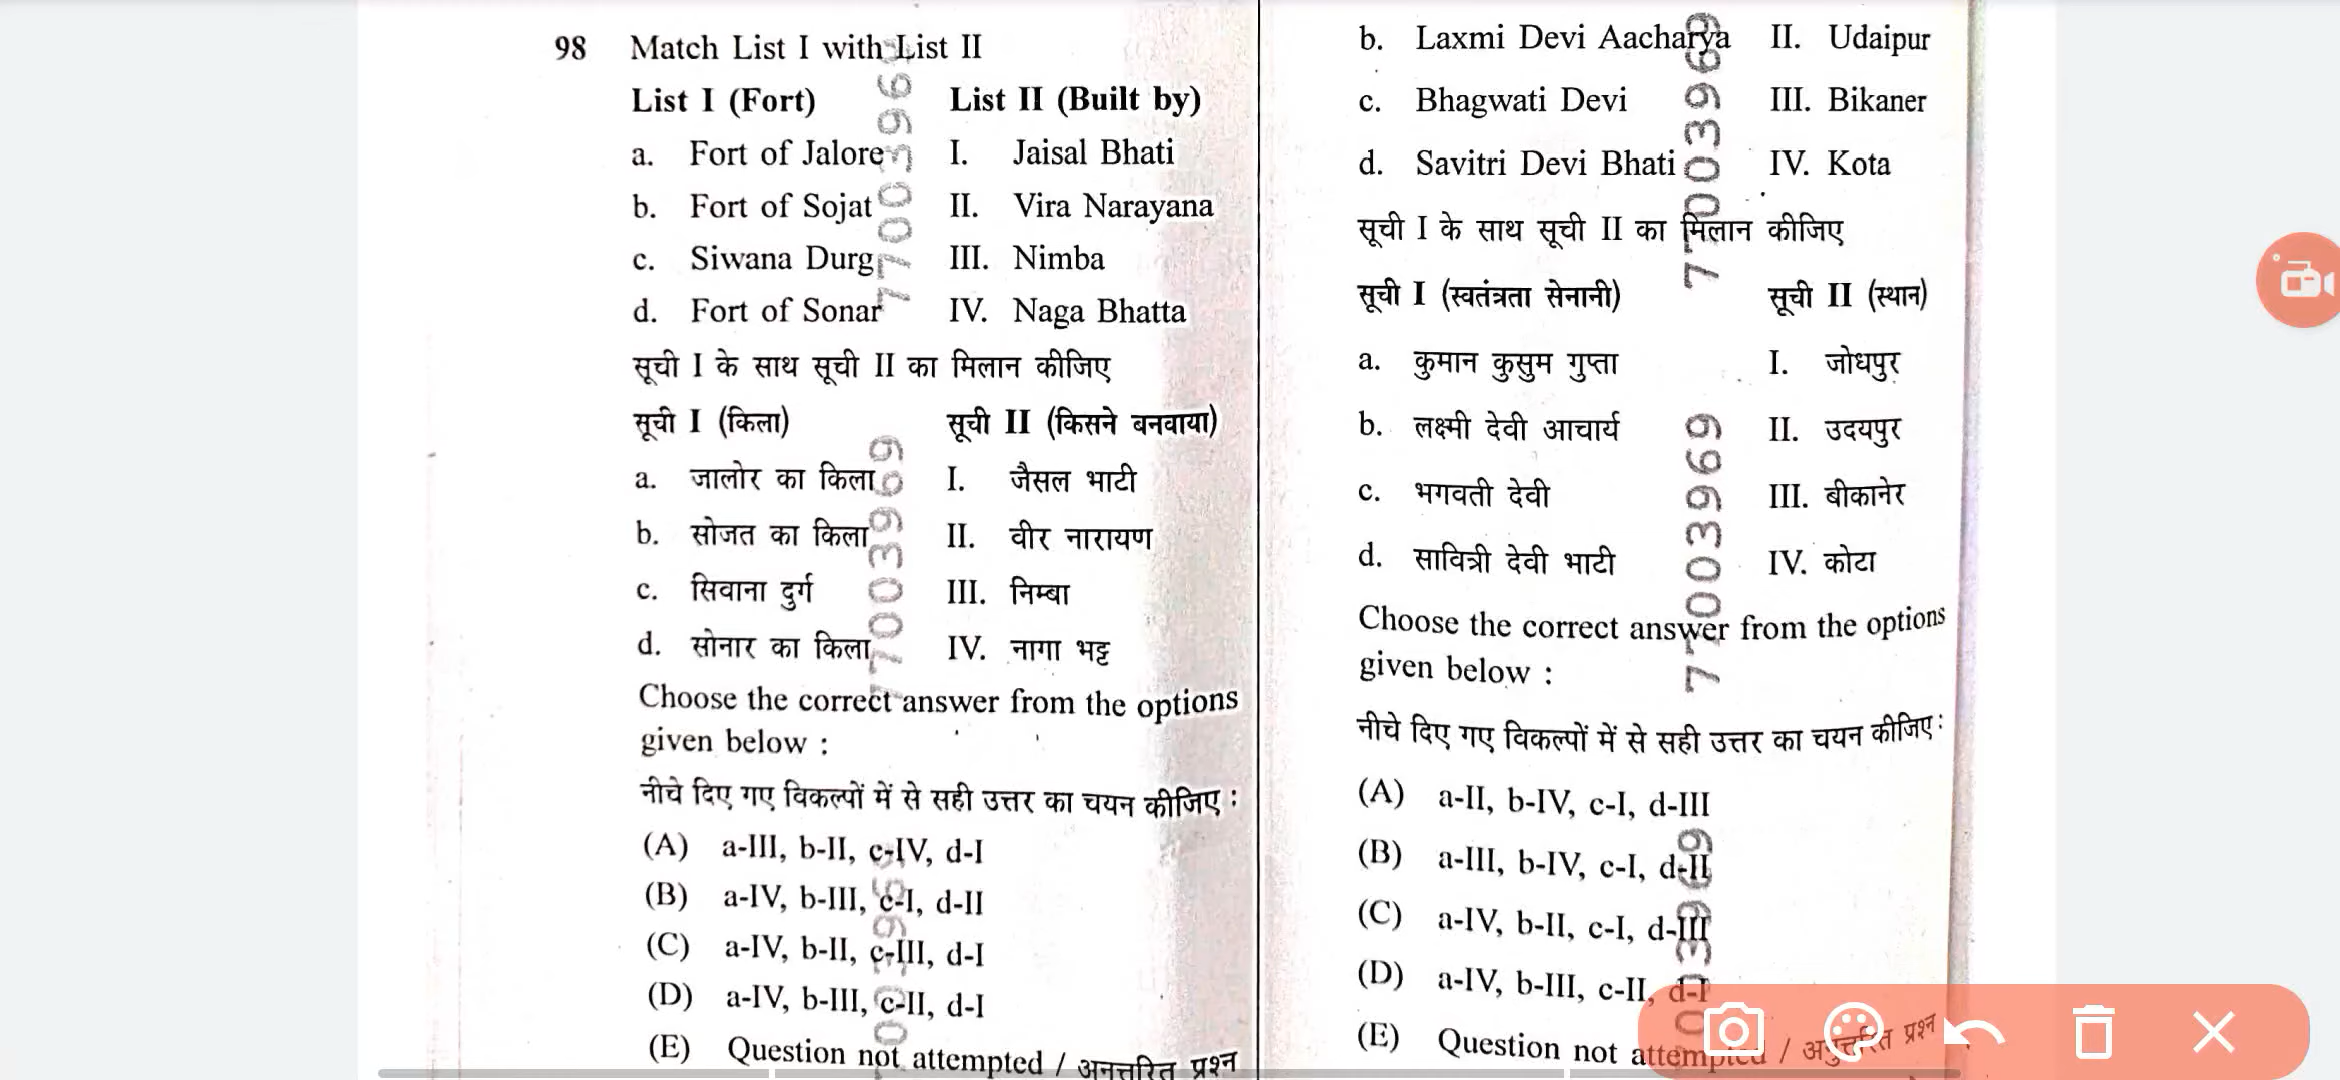 98 Match List I with List II
List I (Fort) List II (Built by)
a. Fort of Jalore I. Jaisal Bhati
b. Fort of Sojat II. Vira Narayana
c. Siwana Durg III. Nimba
d. Fort of Sonar IV. Naga Bhatta
सूची I के साथ सूची II का मिलान कीजिए
सूची I (किला) सूची II (किसने बनवाया)
a. जालोर का किला I. जैसल भाटी
b. सोजत का किला II. वीर नारायण
c. सिवाना दुर्ग III. निम्बा
d. सोनार का किला IV. नागा भट्ट
Choose the correct answer from the options
given below :
नीचे दिए गए विकल्पों में से सही उत्तर का चयन कीजिए :
(A) a-III, b-II, c-IV, d-I
(B) a-IV, b-III, c-I, d-II
(C) a-IV, b-II, c-III, d-I
(D) a-IV, b-III, c-II, d-I
(E) Question not attempted / अनुत्तरित प्रश्न
b. Laxmi Devi Aacharya II. Udaipur
c. Bhagwati Devi III. Bikaner
d. Savitri Devi Bhati IV. Kota
सूची I के साथ सूची II का मिलान कीजिए
सूची I (स्वतंत्रता सेनानी) सूची II (स्थान)
a. कुमान कुसुम गुप्ता I. जोधपुर
b. लक्ष्मी देवी आचार्य II. उदयपुर
c. भगवती देवी III. बीकानेर
d. सावित्री देवी भाटी IV. कोटा
Choose the correct answer from the options
given below :
नीचे दिए गए विकल्पों में से सही उत्तर का चयन कीजिए :
(A) a-II, b-IV, c-I, d-III
(B) a-III, b-IV, c-I, d-II
(C) a-IV, b-II, c-I, d-III
(D) a-IV, b-III, c-II, d-I
(E) Question not attempted / अनुत्तरित प्रश्न
77003969
77003969